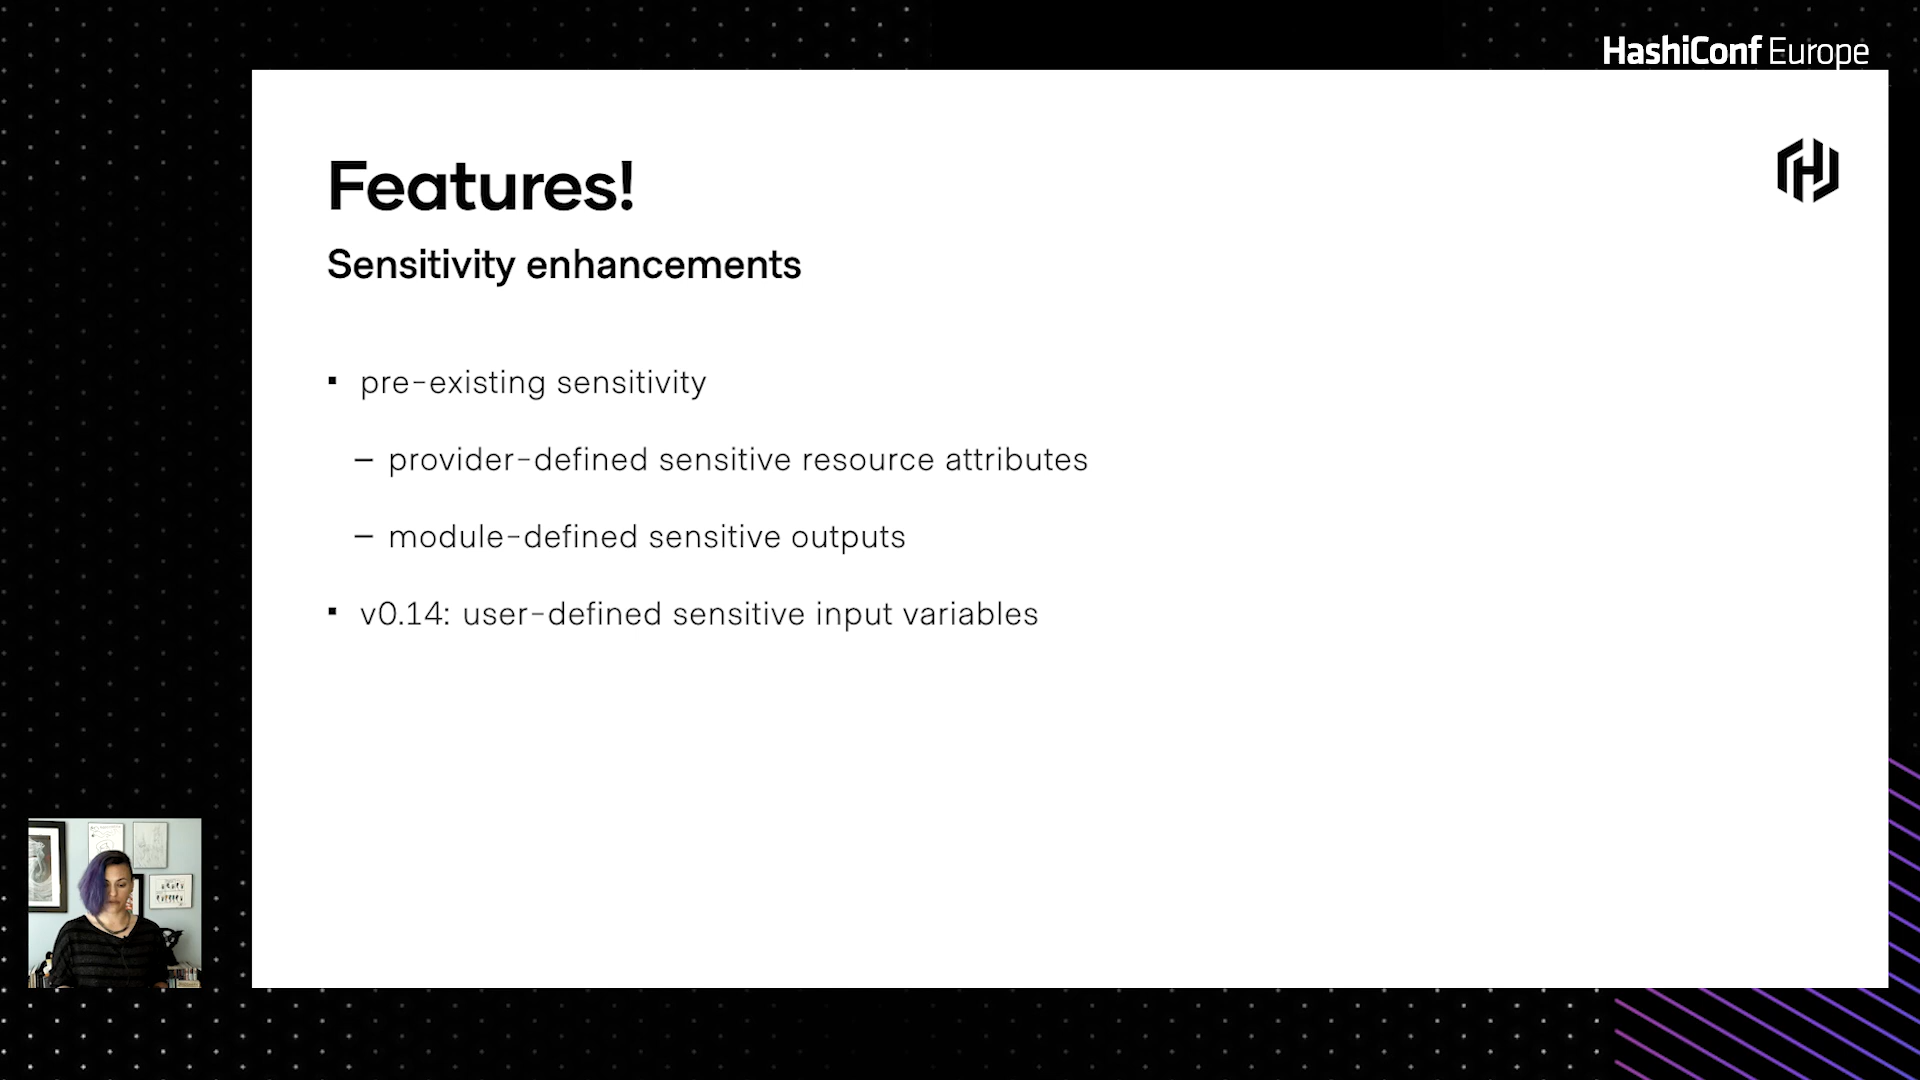 HashiConf Europe
Features!
Sensitivity enhancements
▪ pre-existing sensitivity
– provider-defined sensitive resource attributes
– module-defined sensitive outputs
▪ v0.14: user-defined sensitive input variables